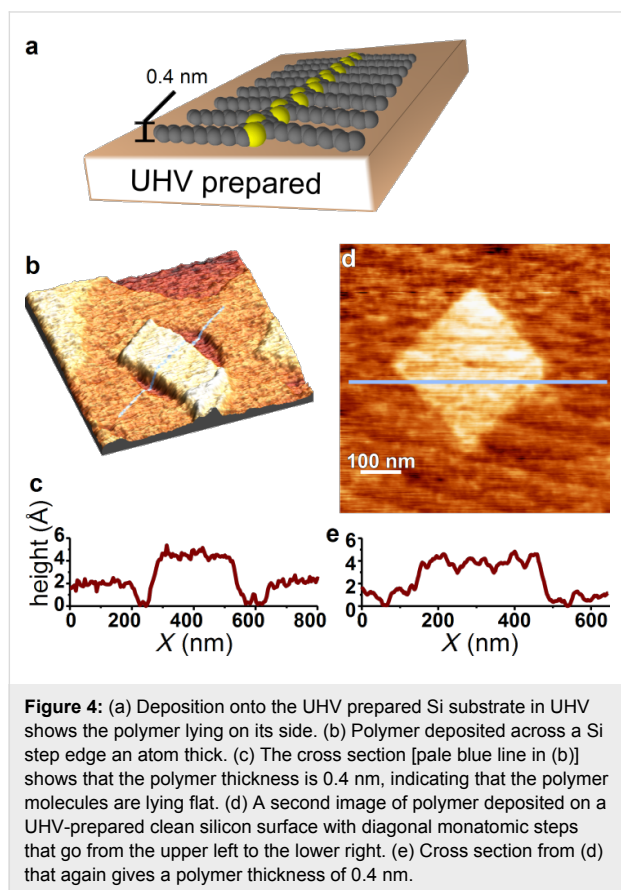 a
0.4 nm
UHV prepared
b
d
100 nm
c
height (Å)
6
4
2
0
0 200 400 600 800
X (nm)
e
6
4
2
0
0 200 400 600
X (nm)
Figure 4: (a) Deposition onto the UHV prepared Si substrate in UHV
shows the polymer lying on its side. (b) Polymer deposited across a Si
step edge an atom thick. (c) The cross section [pale blue line in (b)]
shows that the polymer thickness is 0.4 nm, indicating that the polymer
molecules are lying flat. (d) A second image of polymer deposited on a
UHV-prepared clean silicon surface with diagonal monatomic steps
that go from the upper left to the lower right. (e) Cross section from (d)
that again gives a polymer thickness of 0.4 nm.